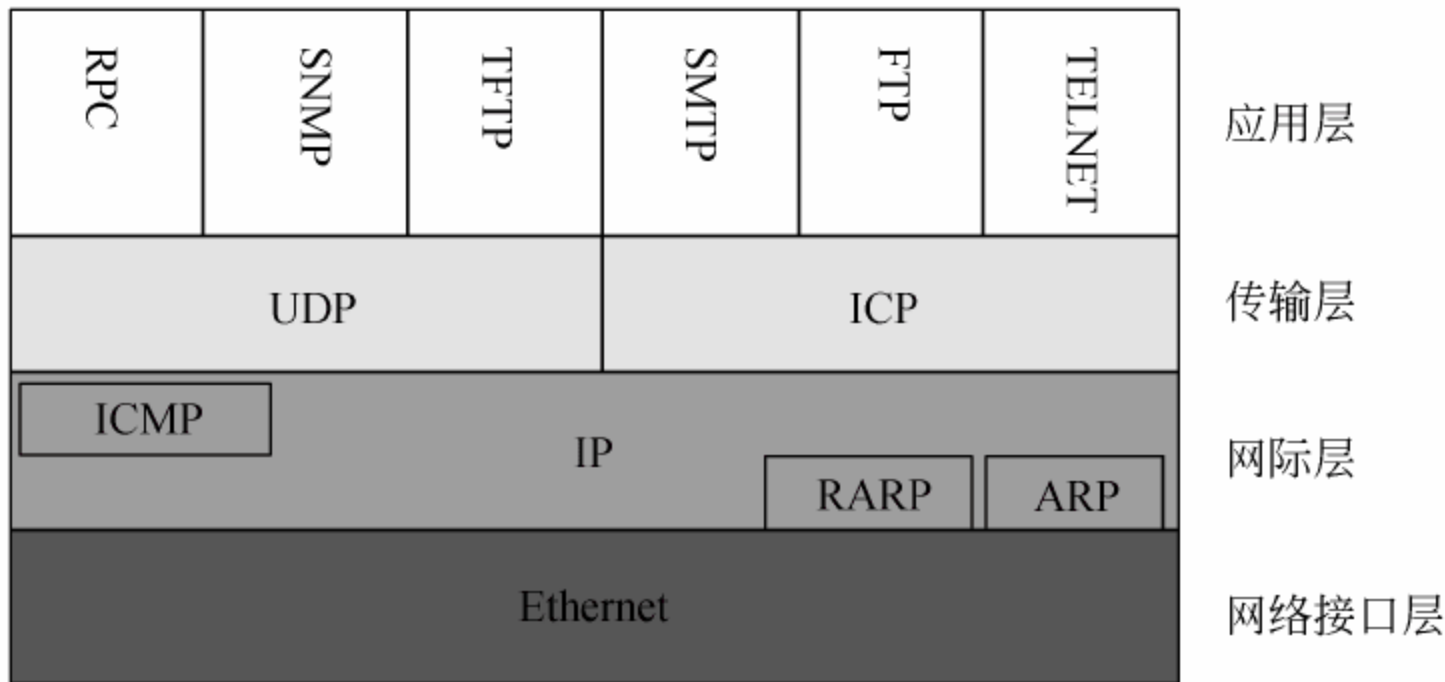 RPC
SNMP
TFTP
SMTP
FTP
TELNET
应用层
UDP
ICP
传输层
ICMP
IP
RARP
ARP
网际层
Ethernet
网络接口层